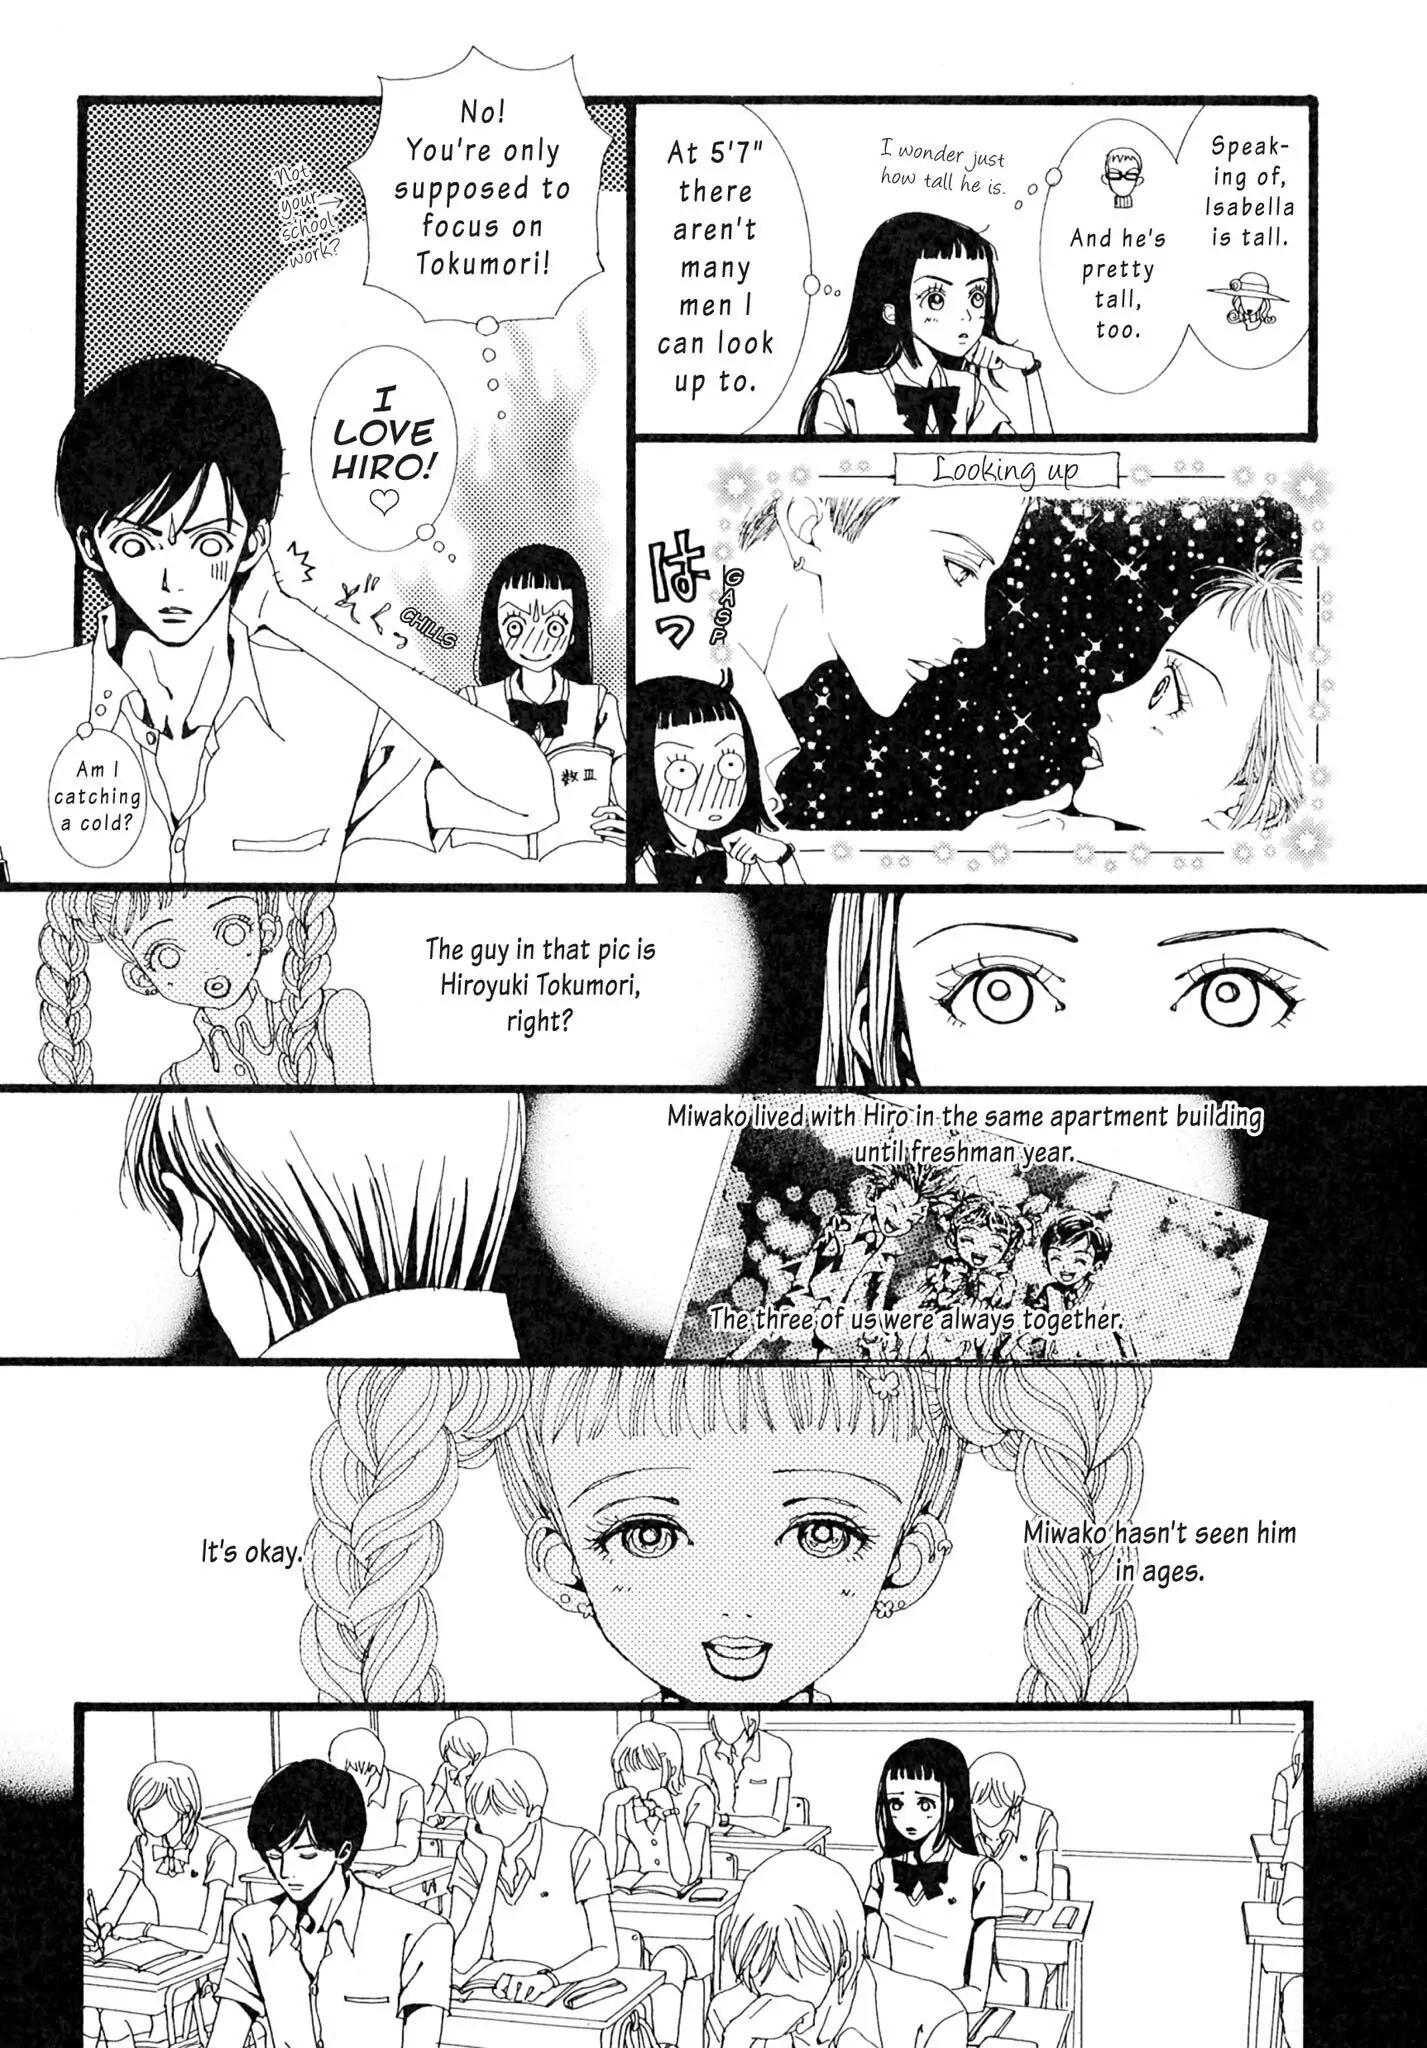 Speak-
ing of,
Isabella
is tall.
And he's
pretty
tall,
too.
I wonder just
how tall he is.
At 5'7"
there
aren't
many
men I
can look
up to.
Looking up
はっ
GASP
No!
You're only
supposed to
focus on
Tokumori!
Not
your→
school
work?
I
LOVE
HIRO!
♡
CHILLS
数Ⅲ
Am I
catching
a cold?
The guy in that pic is
Hiroyuki Tokumori,
right?
Miwako lived with Hiro in the same apartment building
until freshman year.
The three of us were always together.
Miwako hasn't seen him
in ages.
It's okay.